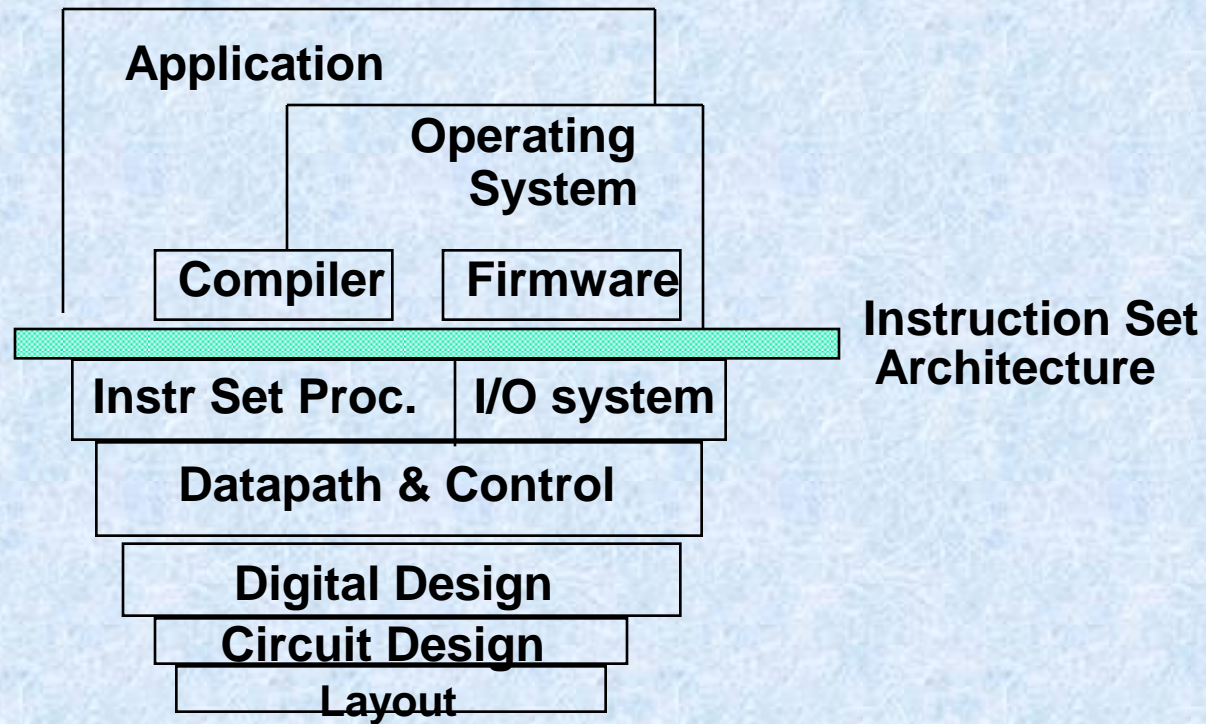 Application
Operating
System
Compiler
Firmware
Instruction Set
Architecture
Instr Set Proc.
I/O system
Datapath & Control
Digital Design
Circuit Design
Layout